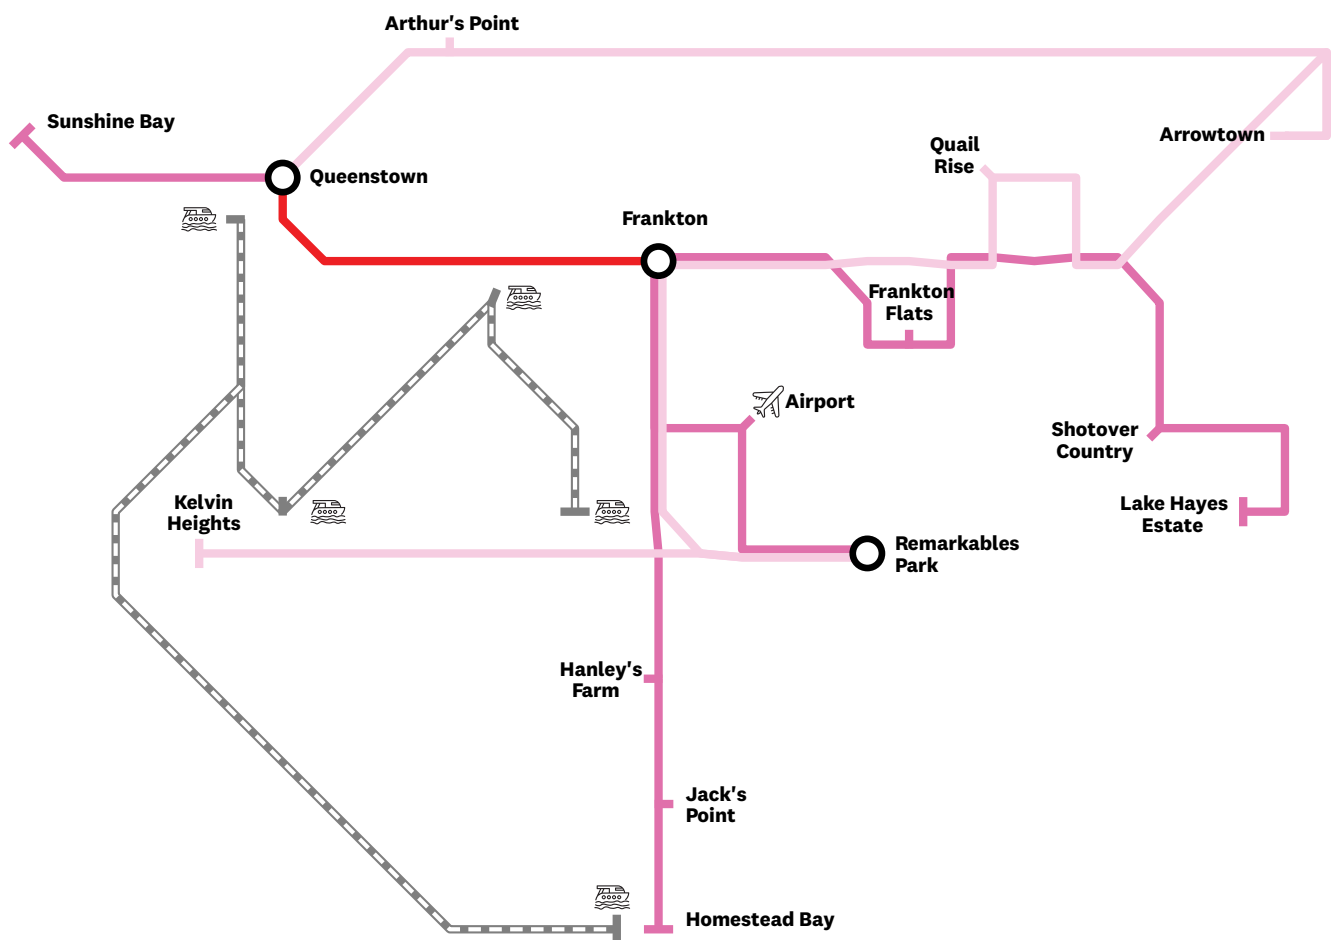 Arthur's Point
Sunshine Bay
Arrowtown
Quail
Rise
Queenstown
Frankton
Frankton
Flats
Airport
Shotover
Country
Kelvin
Heights
Lake Hayes
Estate
Remarkables
Park
Hanley's
Farm
Jack's
Point
Homestead Bay